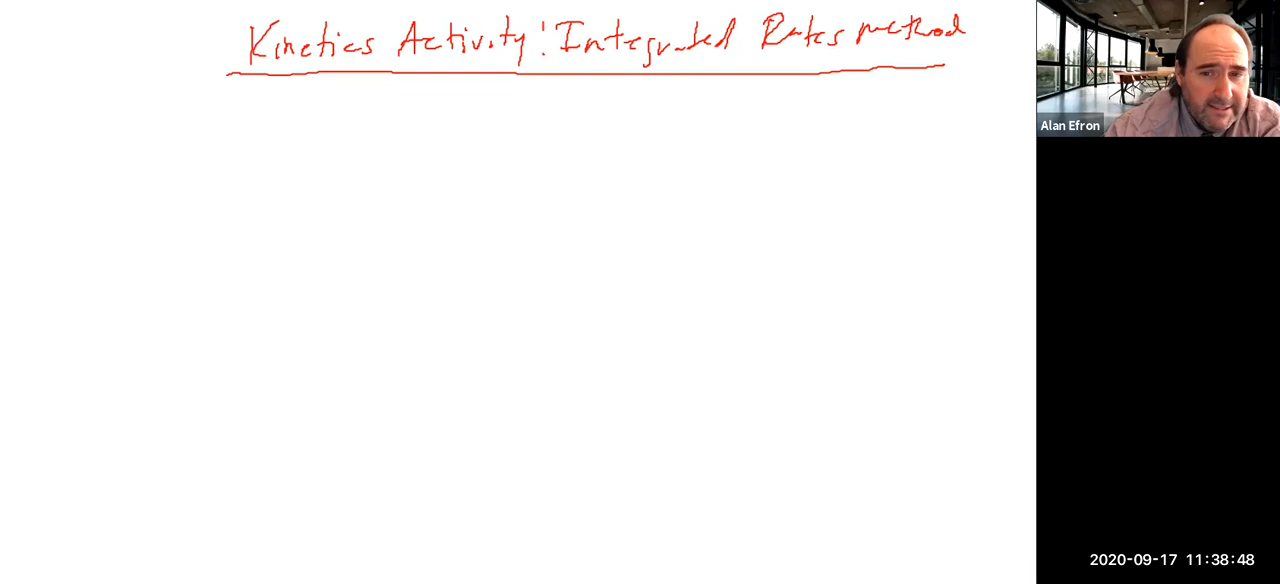 Kinetics Activity: Integrated Rates method
Alan Efron
2020-09-17 11:38:48